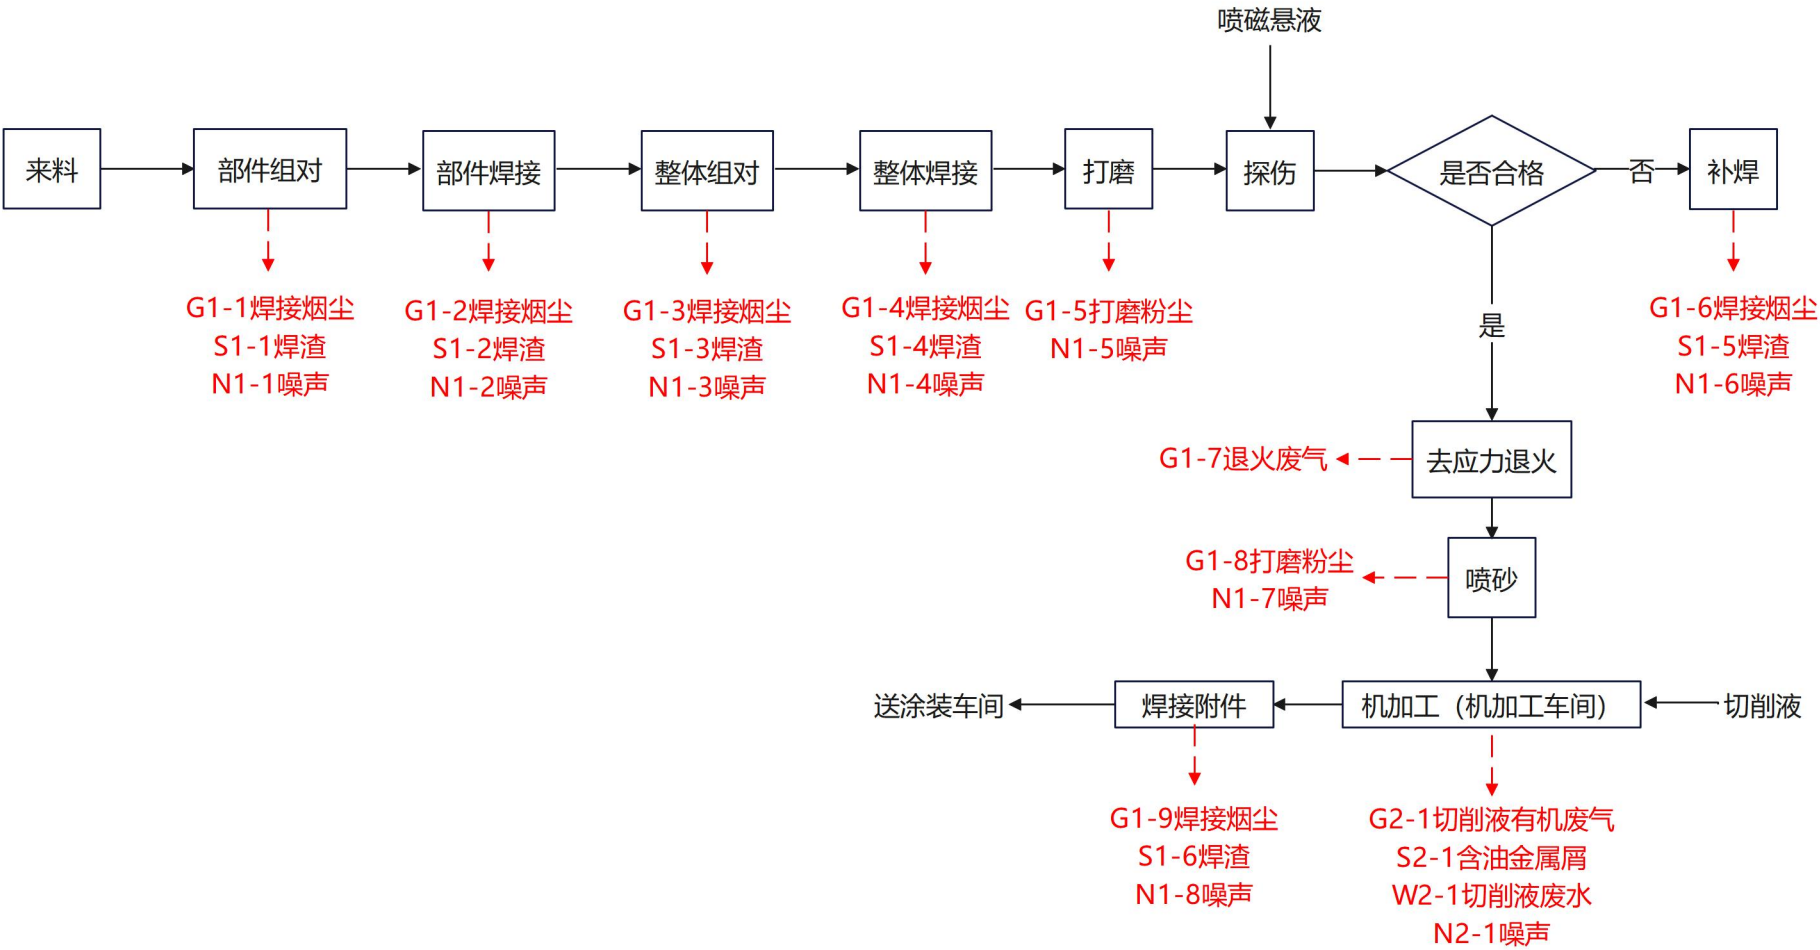 喷磁悬液
来料
部件组对
部件焊接
整体组对
整体焊接
打磨
探伤
是否合格
否
补焊
G1-1焊接烟尘
S1-1焊渣
N1-1噪声
G1-2焊接烟尘
S1-2焊渣
N1-2噪声
G1-3焊接烟尘
S1-3焊渣
N1-3噪声
G1-4焊接烟尘
S1-4焊渣
N1-4噪声
G1-5打磨粉尘
N1-5噪声
G1-6焊接烟尘
S1-5焊渣
N1-6噪声
是
G1-7退火废气
去应力退火
G1-8打磨粉尘
N1-7噪声
喷砂
送涂装车间
焊接附件
机加工（机加工车间）
切削液
G1-9焊接烟尘
S1-6焊渣
N1-8噪声
G2-1切削液有机废气
S2-1含油金属屑
W2-1切削液废水
N2-1噪声